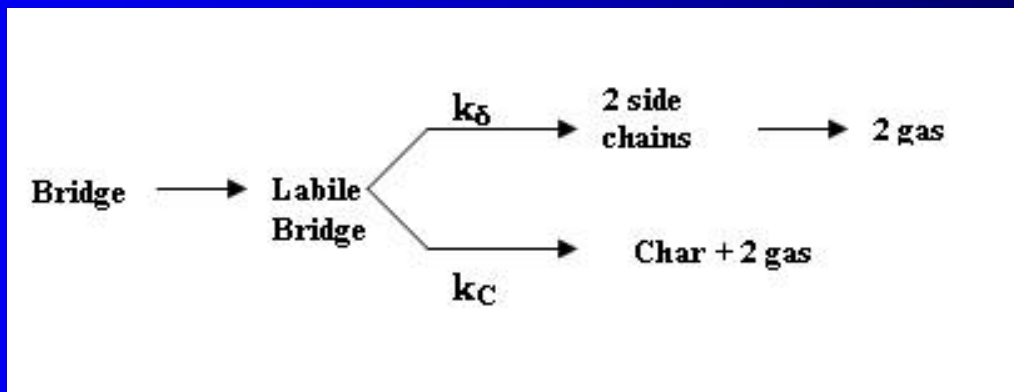 kδ
2 side
chains
2 gas
Bridge
Labile
Bridge
Char + 2 gas
kC